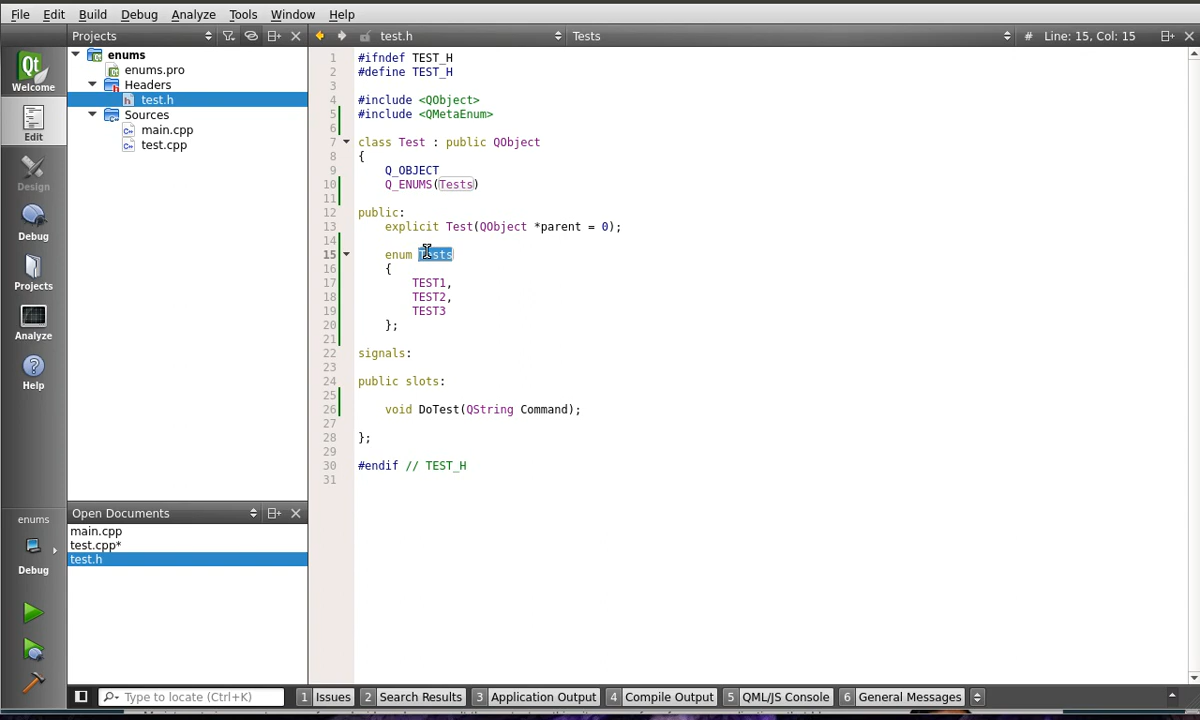 File Edit Build Debug Analyze Tools Window Help
Projects test.h Tests # Line: 15, Col: 15
Welcome
Edit
Design
Debug
Projects
Analyze
Help
enums
Debug
enums
enums.pro
Headers
test.h
Sources
main.cpp
test.cpp
Open Documents
main.cpp
test.cpp*
test.h
1 #ifndef TEST_H
2 #define TEST_H
3
4 #include <QObject>
5 #include <QMetaEnum>
6
7 class Test : public QObject
8 {
9 Q_OBJECT
10 Q_ENUMS(Tests)
11
12 public:
13 explicit Test(QObject *parent = 0);
14
15 enum Tests
16 {
17 TEST1,
18 TEST2,
19 TEST3
20 };
21
22 signals:
23
24 public slots:
25
26 void DoTest(QString Command);
27
28 };
29
30 #endif // TEST_H
31
Type to locate (Ctrl+K) 1 Issues 2 Search Results 3 Application Output 4 Compile Output 5 QML/JS Console 6 General Messages